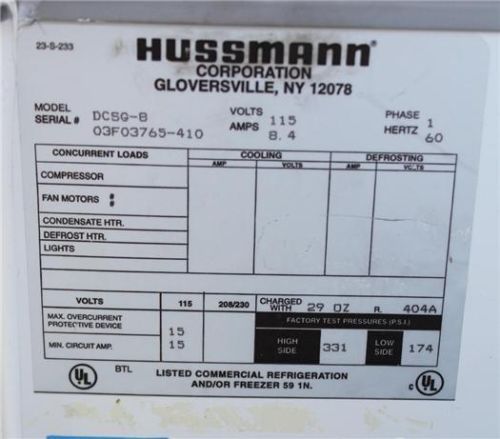 23-S-233
HUSSMANN®
CORPORATION
GLOVERSVILLE, NY 12078
MODEL DCSG-8 VOLTS 115 PHASE 1
SERIAL # 03F03765-410 AMPS 8.4 HERTZ 60
CONCURRENT LOADS COOLING DEFROSTING
AMP VOLTS AMP VOLTS
COMPRESSOR
FAN MOTORS #
CONDENSATE HTR.
DEFROST HTR.
LIGHTS
VOLTS 115 208/230 CHARGED WITH 29 OZ R. 404A
MAX. OVERCURRENT PROTECTIVE DEVICE 15 FACTORY TEST PRESSURES (P.S.I.)
MIN. CIRCUIT AMP. 15 HIGH SIDE 331 LOW SIDE 174
UL BTL LISTED COMMERCIAL REFRIGERATION C UL
AND/OR FREEZER 59 1N.